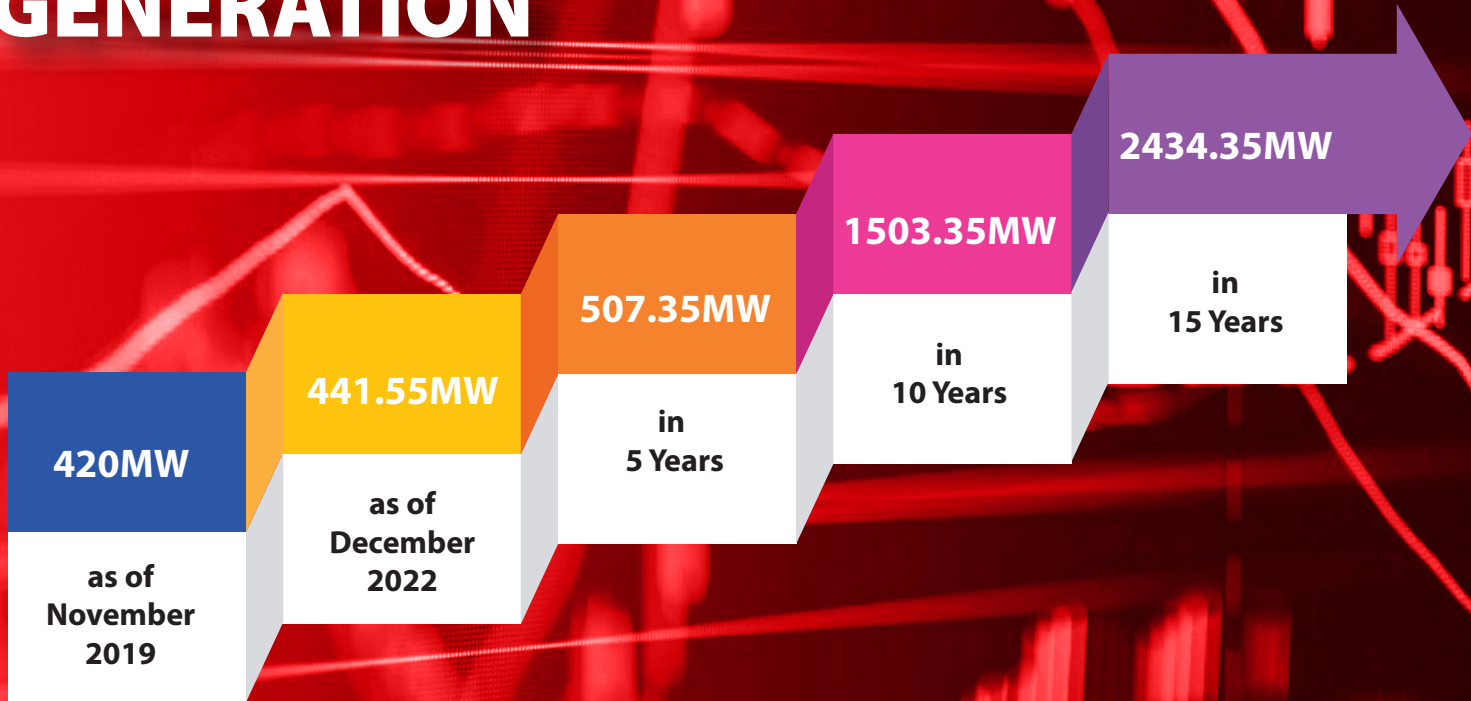 GENERATION
420MW
as of
November
2019
441.55MW
as of
December
2022
507.35MW
in
5 Years
1503.35MW
in
10 Years
2434.35MW
in
15 Years